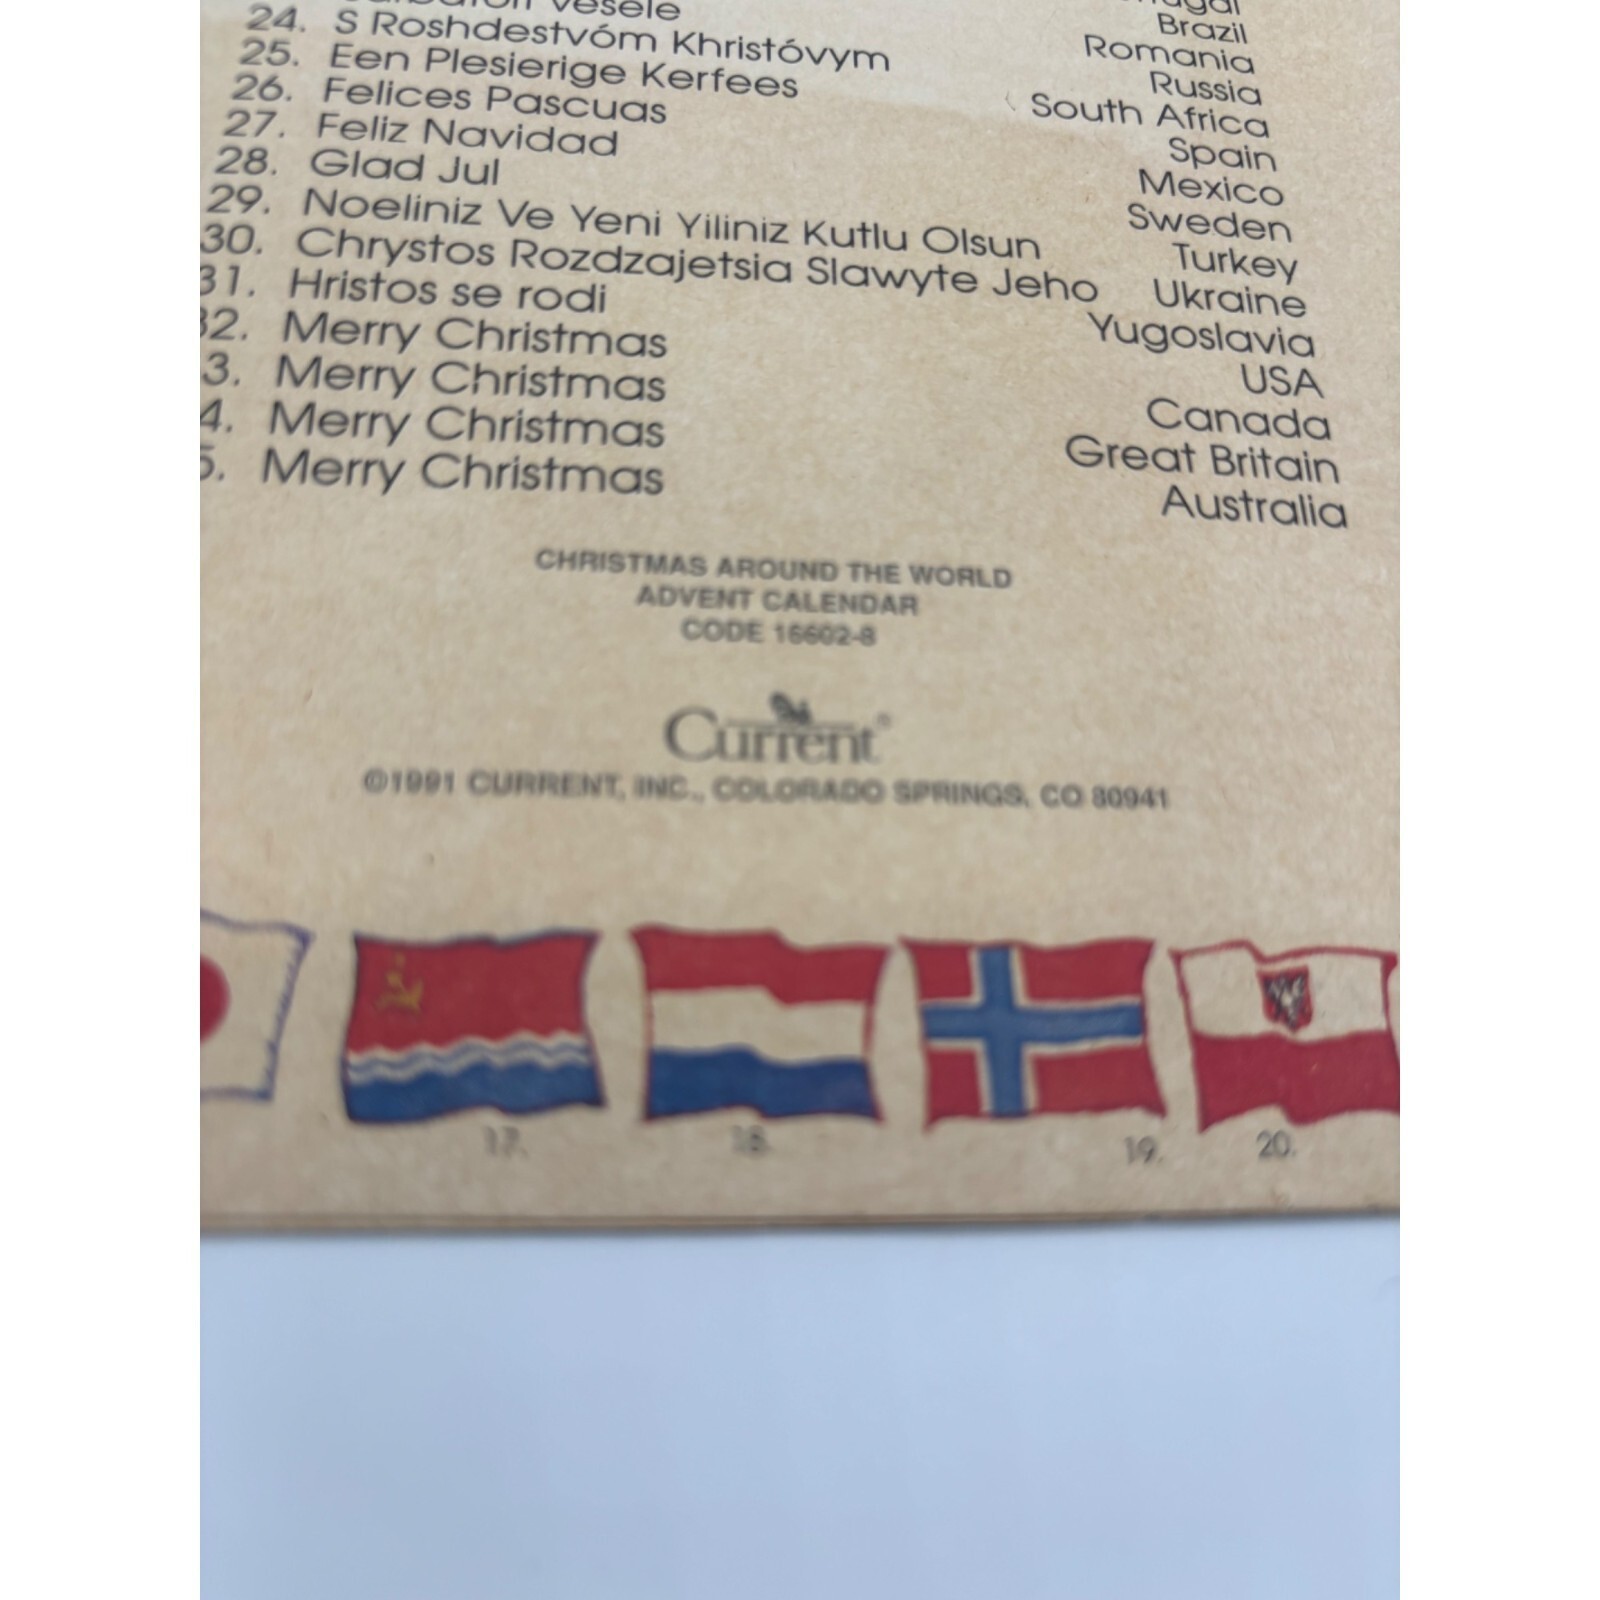 Vesele
24. S Roshdestvóm Khristóvym
25. Een Plesierige Kerfees
26. Felices Pascuas
27. Feliz Navidad
28. Glad Jul
29. Noeliniz Ve Yeni Yiliniz Kutlu Olsun
30. Chrystos Rozdzajetsia Slawyte Jeho
31. Hristos se rodi
32. Merry Christmas
3. Merry Christmas
4. Merry Christmas
5. Merry Christmas
Brazil
Romania
Russia
South Africa
Spain
Mexico
Sweden
Turkey
Ukraine
Yugoslavia
USA
Canada
Great Britain
Australia
CHRISTMAS AROUND THE WORLD
ADVENT CALENDAR
CODE 16602-8
Current®
©1991 CURRENT, INC., COLORADO SPRINGS, CO 80941
17. 18. 19. 20.